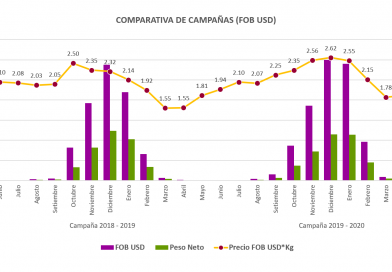 COMPARATIVA DE CAMPAÑAS (FOB USD)
.10 2.08 2.03 2.05 2.50 2.35 2.32 2.14 1.92 1.55 1.55 1.81 1.94 2.10 2.07 2.25 2.35 2.56 2.62 2.55 2.15 1.78
Junio Julio Agosto Setiembre Octubre Noviembre Diciembre Enero Febrero Marzo Abril Mayo Junio Julio Agosto Setiembre Octubre Noviembre Diciembre Enero Febrero Marzo
Campaña 2018 - 2019 Campaña 2019 - 2020
FOB USD Peso Neto Precio FOB USD*Kg